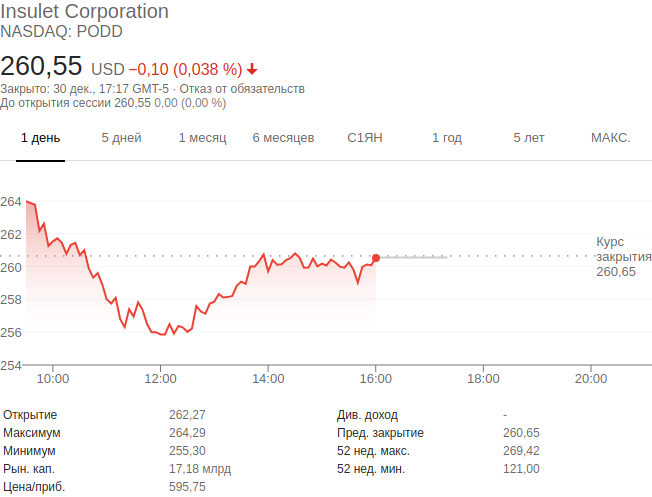 Insulet Corporation
NASDAQ: PODD
260,55 USD −0,10 (0,038 %)
Закрыто: 30 дек., 17:17 GMT-5 · Отказ от обязательств
До открытия сессии 260,55 0,00 (0,00 %)
1 день 5 дней 1 месяц 6 месяцев С1ЯН 1 год 5 лет МАКС.
264
262
Курс
закрытия
260,65
260
258
256
254
10:00 12:00 14:00 16:00 18:00 20:00
Открытие 262,27 Див. доход -
Максимум 264,29 Пред. закрытие 260,65
Минимум 255,30 52 нед. макс. 269,42
Рын. кап. 17,18 млрд 52 нед. мин. 121,00
Цена/приб. 595,75